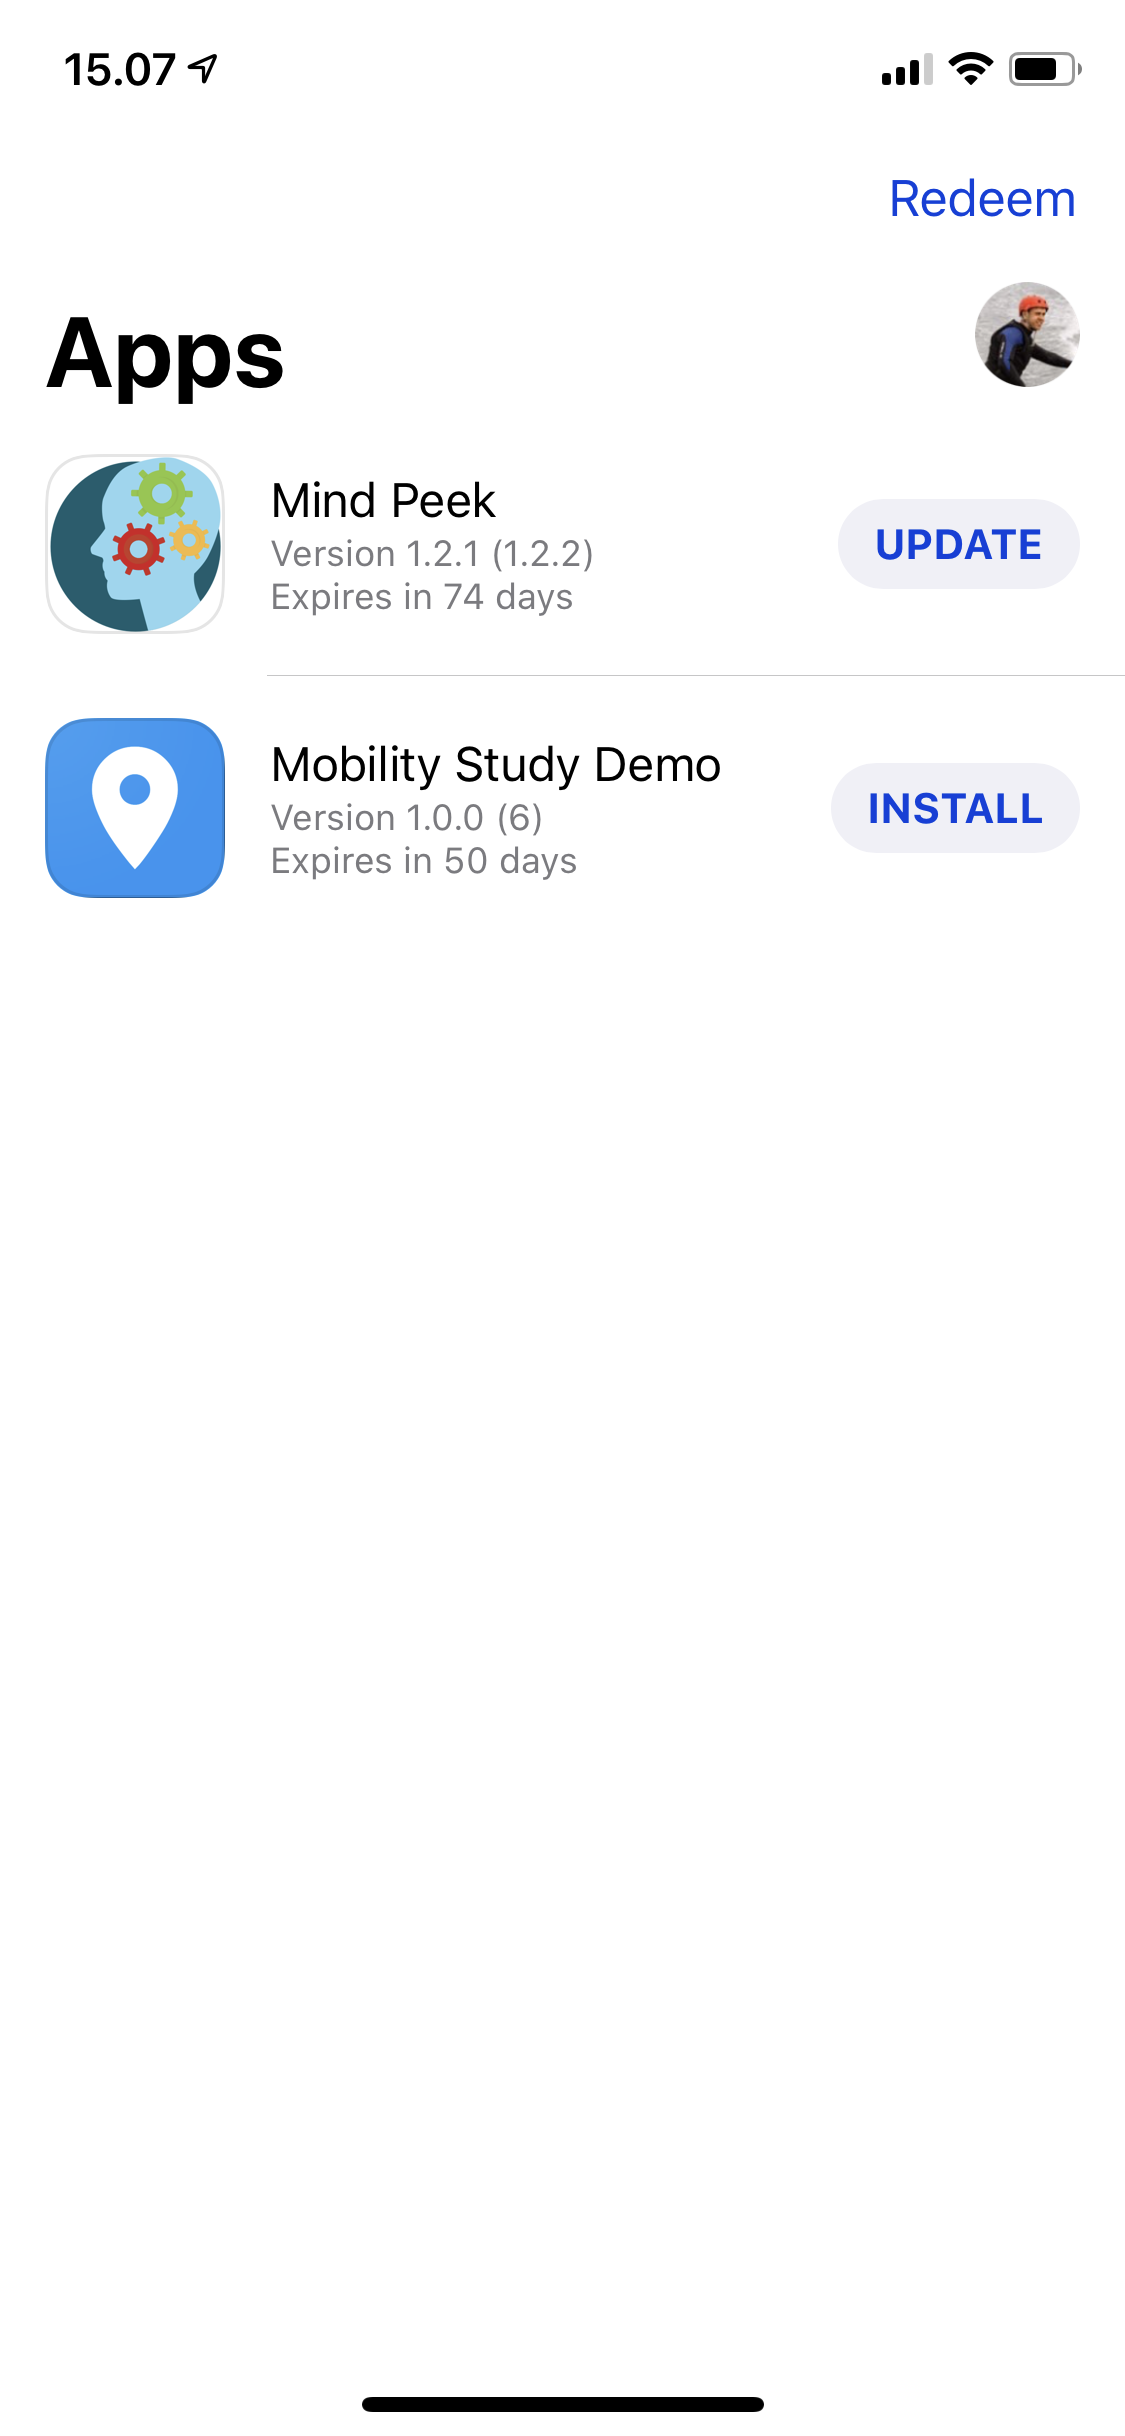 15.07
Redeem
Apps
Mind Peek
Version 1.2.1 (1.2.2)
Expires in 74 days
UPDATE
Mobility Study Demo
Version 1.0.0 (6)
Expires in 50 days
INSTALL